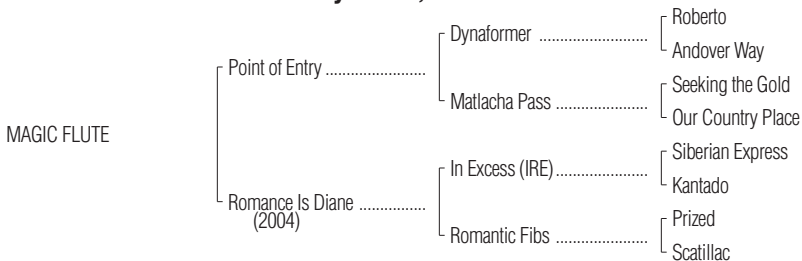 Roberto
Dynaformer ......................
Andover Way
Point of Entry ........................
Seeking the Gold
Matlacha Pass ......................
Our Country Place
MAGIC FLUTE
Siberian Express
In Excess (IRE) ......................
Kantado
Romance Is Diane ................
(2004)
Prized
Romantic Fibs ......................
Scatillac